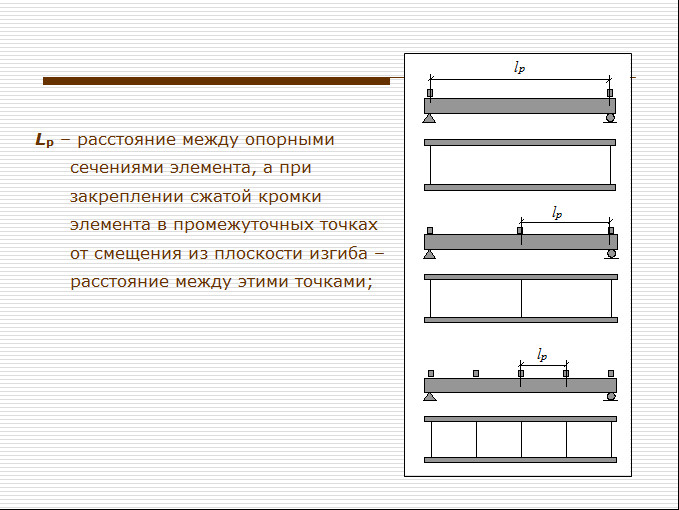 Lр – расстояние между опорными
сечениями элемента, а при
закреплении сжатой кромки
элемента в промежуточных точках
от смещения из плоскости изгиба –
расстояние между этими точками;
lp
lp
lp